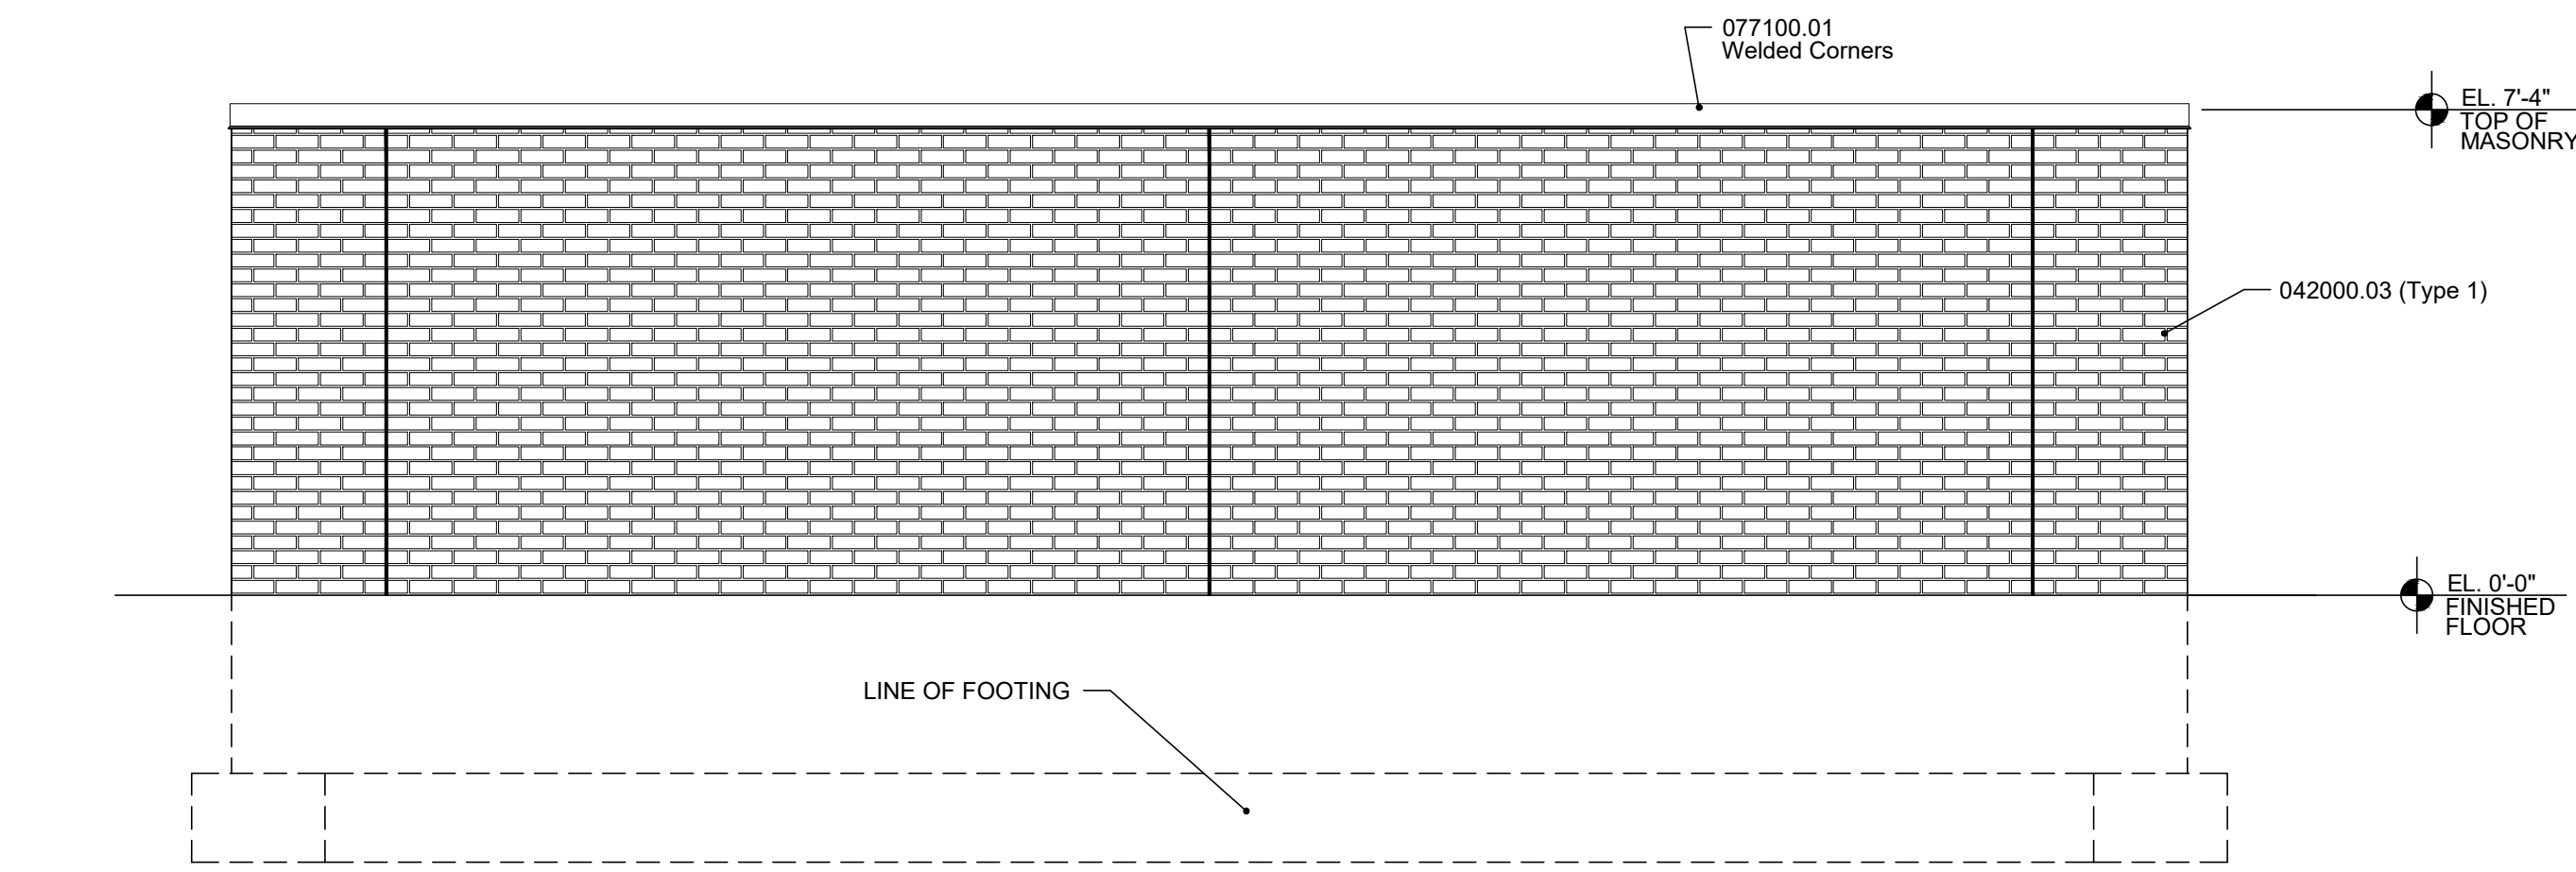 077100.01
Welded Corners
EL. 7'-4"
TOP OF
MASONRY
042000.03 (Type 1)
EL. 0'-0"
FINISHED
FLOOR
LINE OF FOOTING